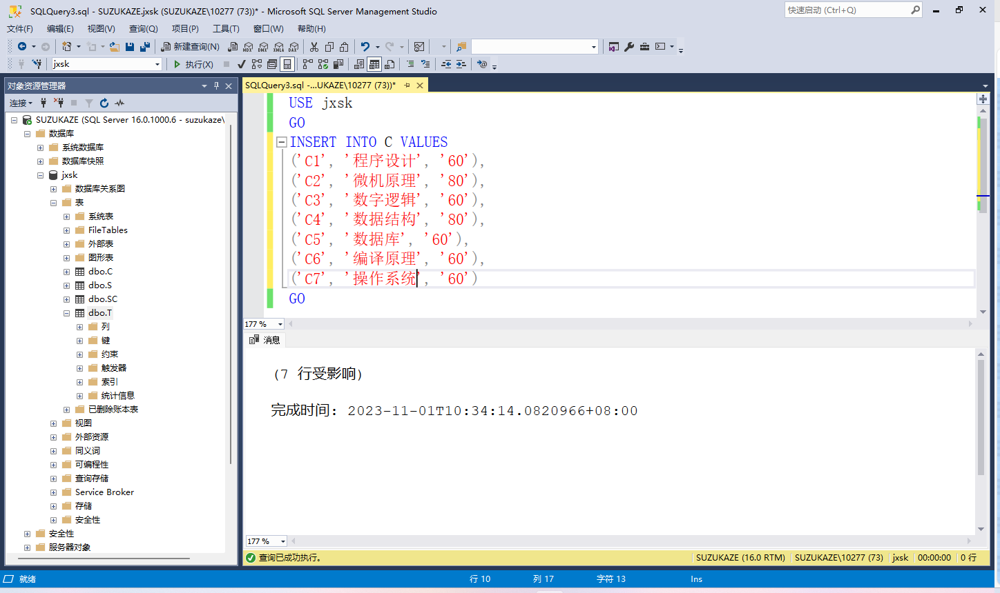 SQLQuery3.sql - SUZUKAZE.jxsk (SUZUKAZE\10277 (73))* - Microsoft SQL Server Management Studio
快速启动 (Ctrl+Q)
文件(F) 编辑(E) 视图(V) 查询(Q) 项目(P) 工具(T) 窗口(W) 帮助(H)
新建查询(N) MDX DMX XMLA DAX
jxsk 执行(X)
对象资源管理器
连接
SUZUKAZE (SQL Server 16.0.1000.6 - suzukaze\
数据库
系统数据库
数据库快照
jxsk
数据库关系图
表
系统表
FileTables
外部表
图形表
dbo.C
dbo.S
dbo.SC
dbo.T
列
键
约束
触发器
索引
统计信息
已删除账本表
视图
外部资源
同义词
可编程性
查询存储
Service Broker
存储
安全性
安全性
服务器对象
SQLQuery3.sql -...UKAZE\10277 (73))*
USE jxsk
GO
INSERT INTO C VALUES
('C1', '程序设计', '60'),
('C2', '微机原理', '80'),
('C3', '数字逻辑', '60'),
('C4', '数据结构', '80'),
('C5', '数据库', '60'),
('C6', '编译原理', '60'),
('C7', '操作系统', '60')
GO
177 %
消息
(7 行受影响)
完成时间: 2023-11-01T10:34:14.0820966+08:00
177 %
查询已成功执行。 SUZUKAZE (16.0 RTM) SUZUKAZE\10277 (73) jxsk 00:00:00 0 行
就绪 行 10 列 17 字符 13 Ins